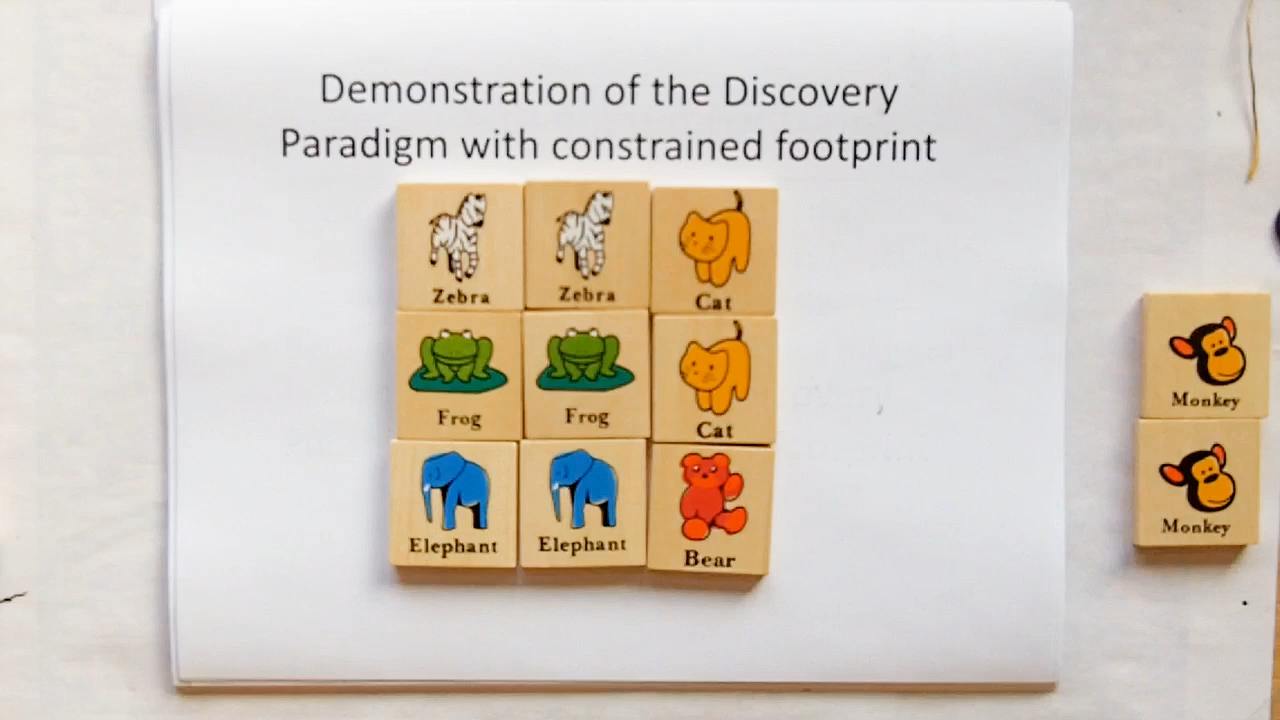 Demonstration of the Discovery
Paradigm with constrained footprint
Zebra Zebra Cat
Frog Frog Cat
Elephant Elephant Bear
Monkey
Monkey